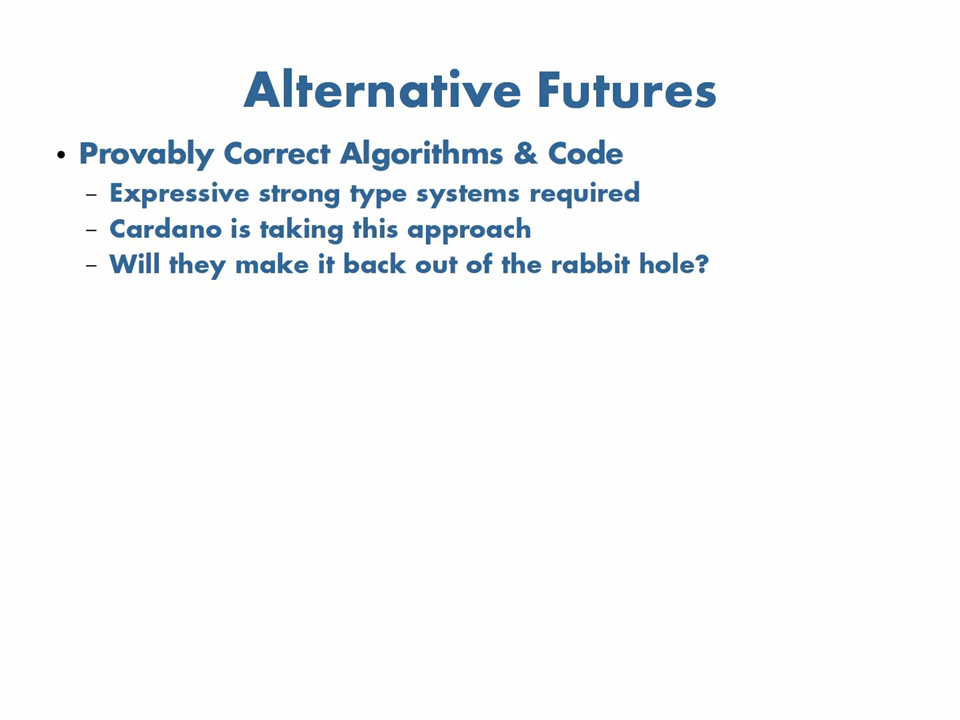 Alternative Futures
• Provably Correct Algorithms & Code
– Expressive strong type systems required
– Cardano is taking this approach
– Will they make it back out of the rabbit hole?